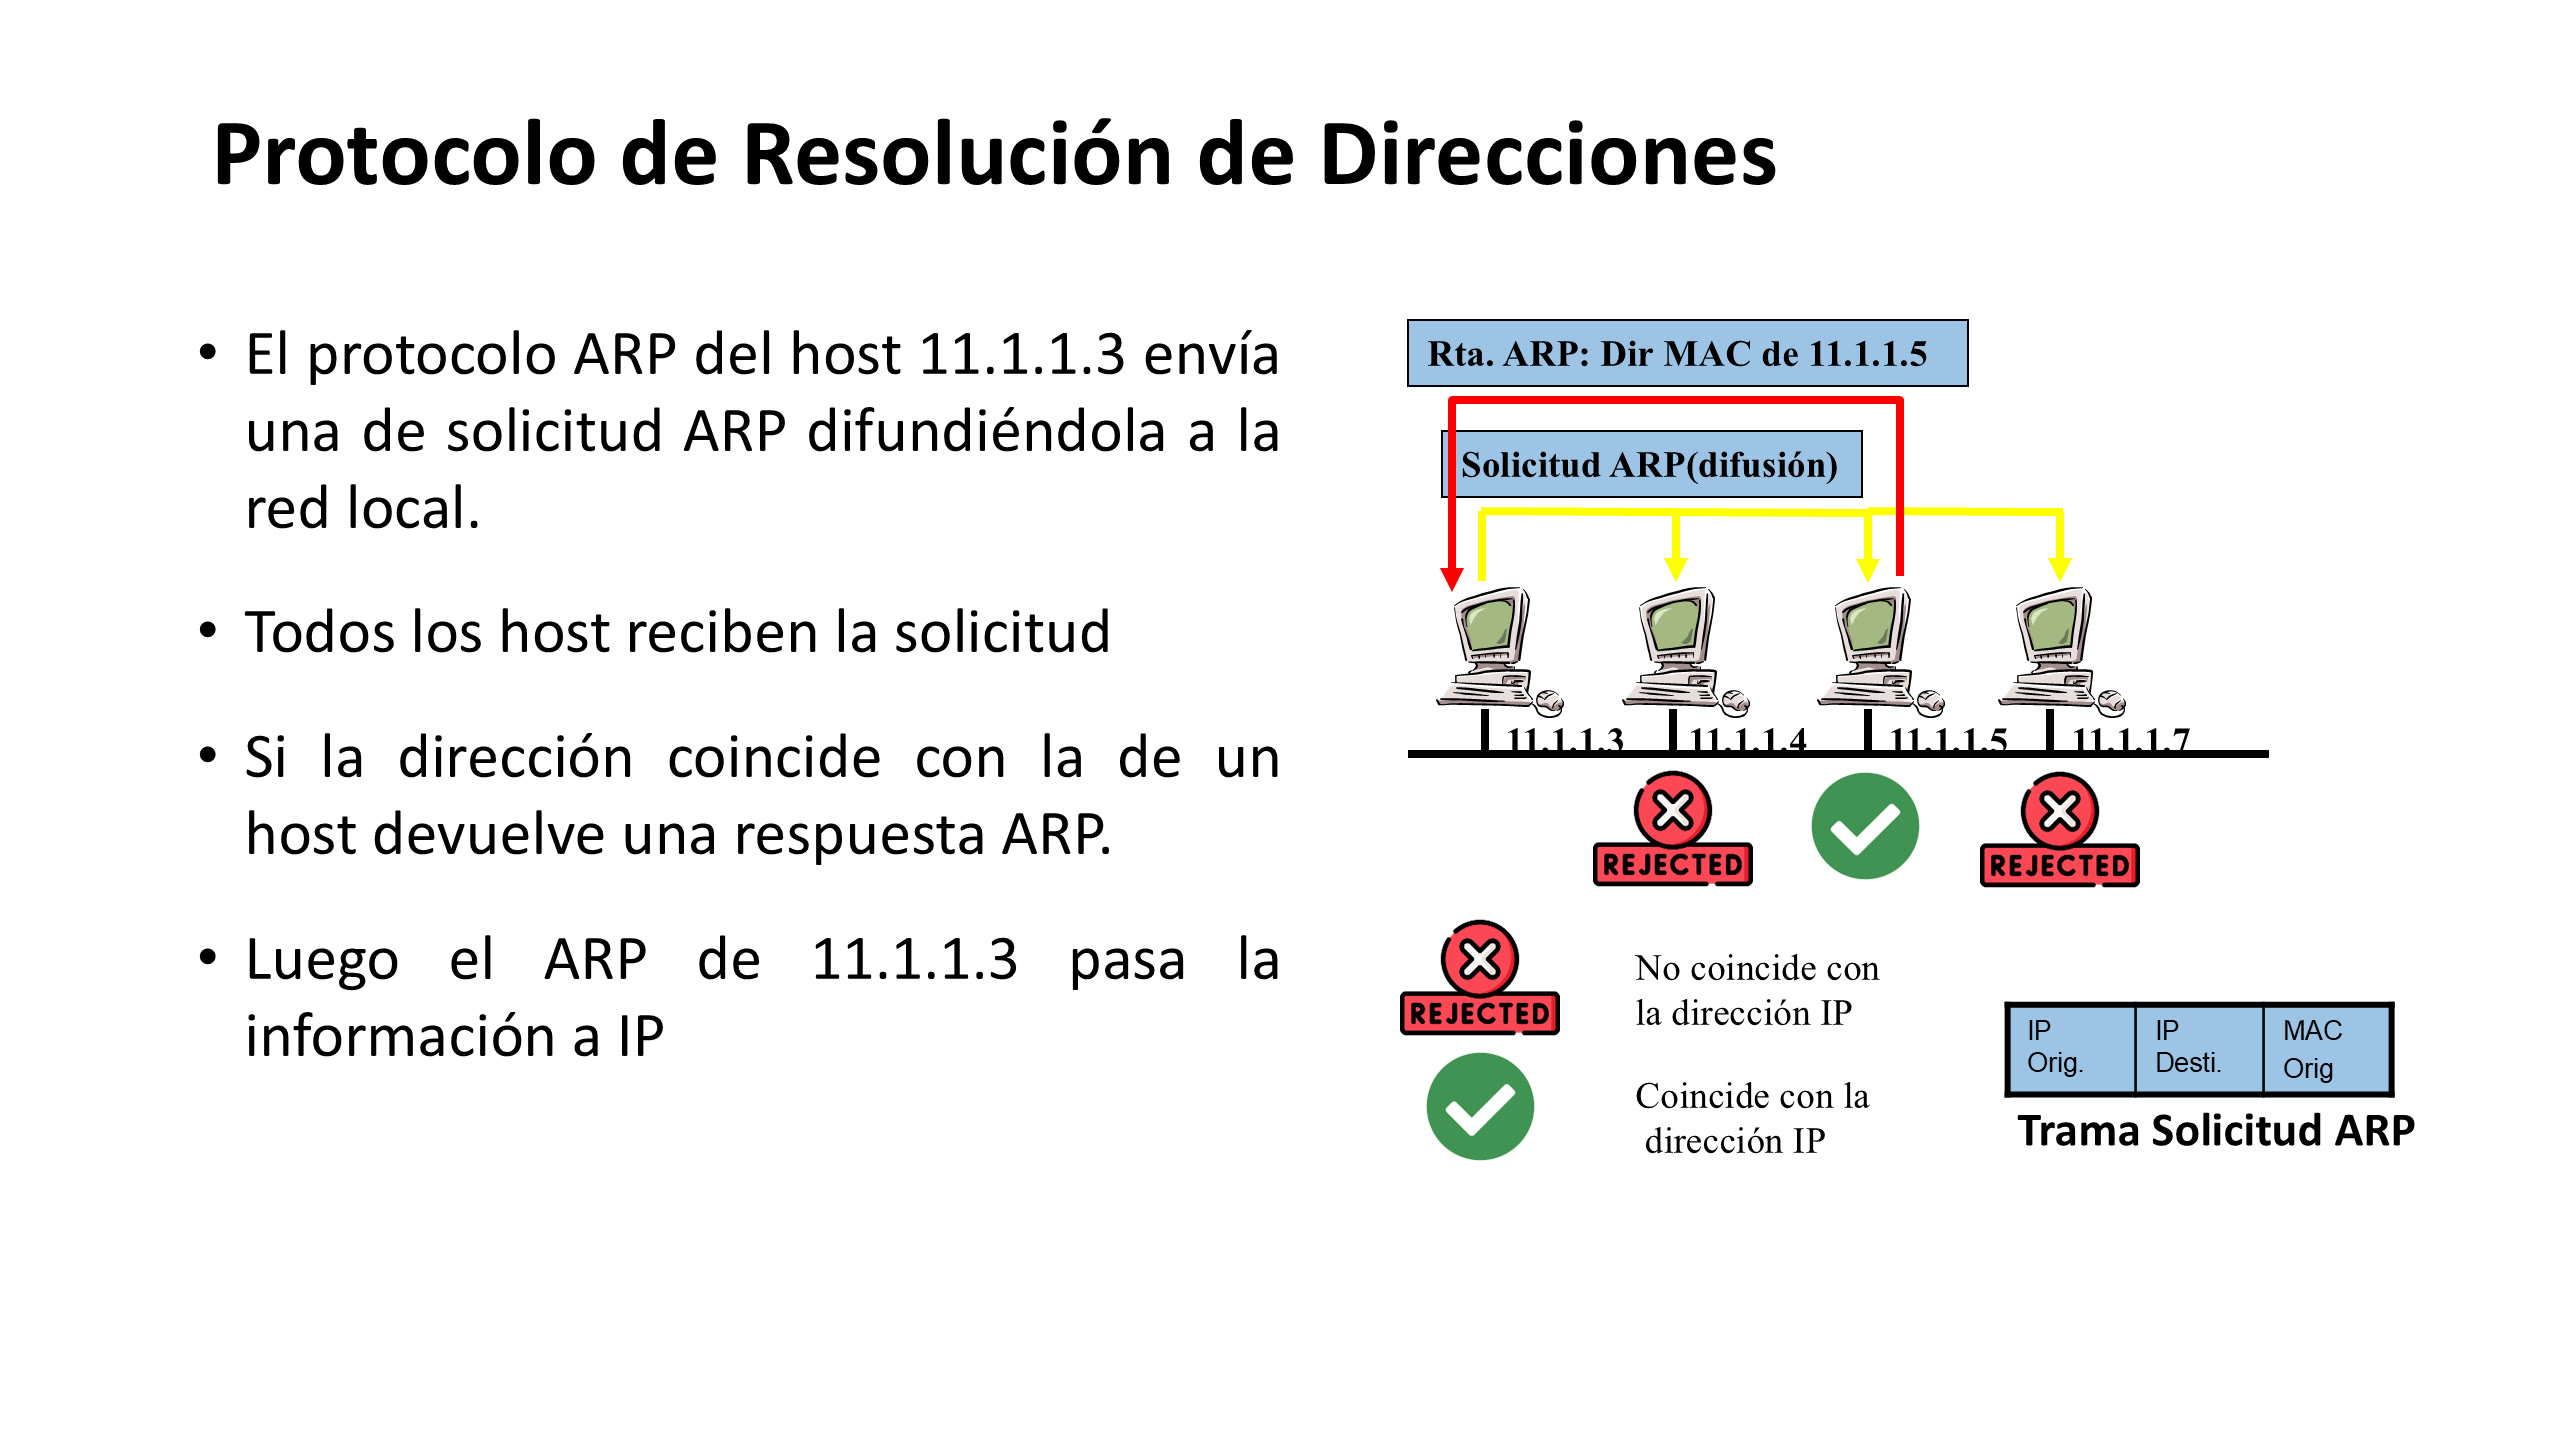 Protocolo de Resolución de Direcciones
• El protocolo ARP del host 11.1.1.3 envía
una de solicitud ARP difundiéndola a la
red local.
• Todos los host reciben la solicitud
• Si la dirección coincide con la de un
host devuelve una respuesta ARP.
• Luego el ARP de 11.1.1.3 pasa la
información a IP
Rta. ARP: Dir MAC de 11.1.1.5
Solicitud ARP(difusión)
11.1.1.3 11.1.1.4 11.1.1.5 11.1.1.7
REJECTED REJECTED
REJECTED
No coincide con
la dirección IP
Coincide con la
dirección IP
IP IP MAC
Orig. Desti. Orig
Trama Solicitud ARP